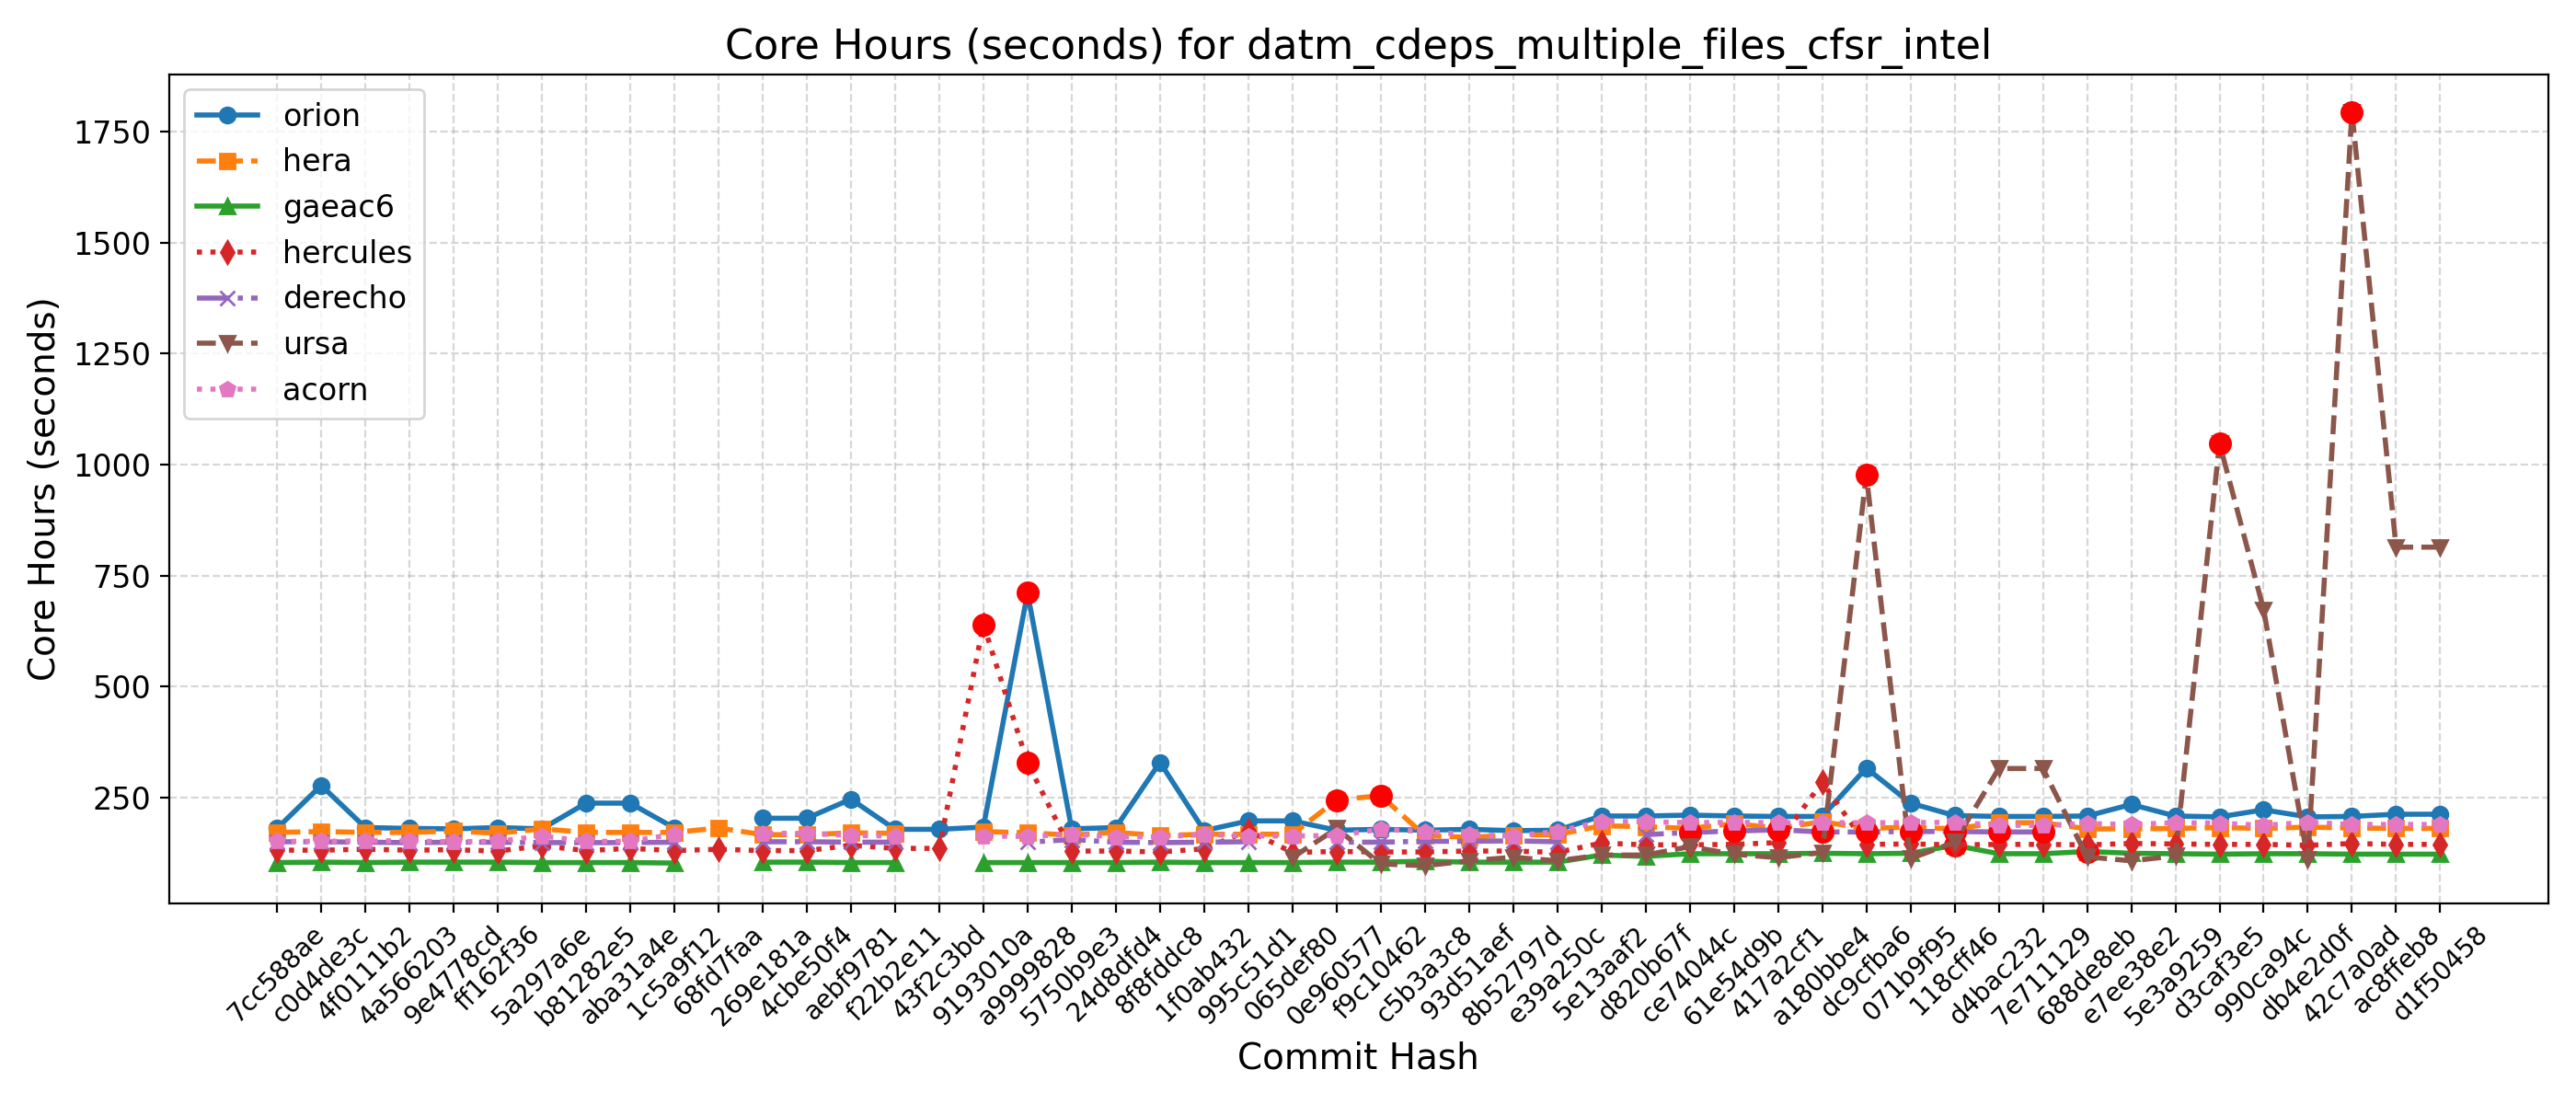 Core Hours (seconds) for datm_cdeps_multiple_files_cfsr_intel
Core Hours (seconds)
1750
1500
1250
1000
750
500
250
orion
hera
gaeac6
hercules
derecho
ursa
acorn
7cc588ae
c0d4de3c
4f0111b2
4a566203
9e4778cd
ff162f36
5a297a6e
b81282e5
aba31a4e
1c5a9f12
68fd7faa
269e181a
4cbe50f4
aebf9781
f22b2e11
43f2c3bd
9193010a
a9999828
5750b9e3
24d8dfd4
8f8fddc8
1f0ab432
995c51d1
065def80
0e960577
f9c10462
c5b3a3c8
93d51aef
8b52797d
e39a250c
5e13aaf2
d820b67f
ce74044c
61e54d9b
417a2cf1
a180bbe4
dc9cfba6
071b9f95
118cff46
d4bac232
7e711129
688de8eb
e7ee38e2
5e3a9259
d3caf3e5
990ca94c
db4e2d0f
42c7a0ad
ac8ffeb8
d1f50458
Commit Hash